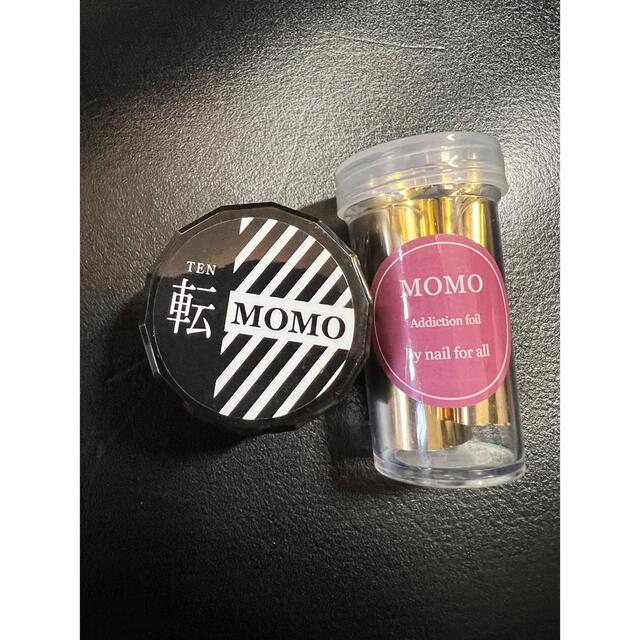 TEN
転
MOMO
MOMO
Addiction foil
by nail for all